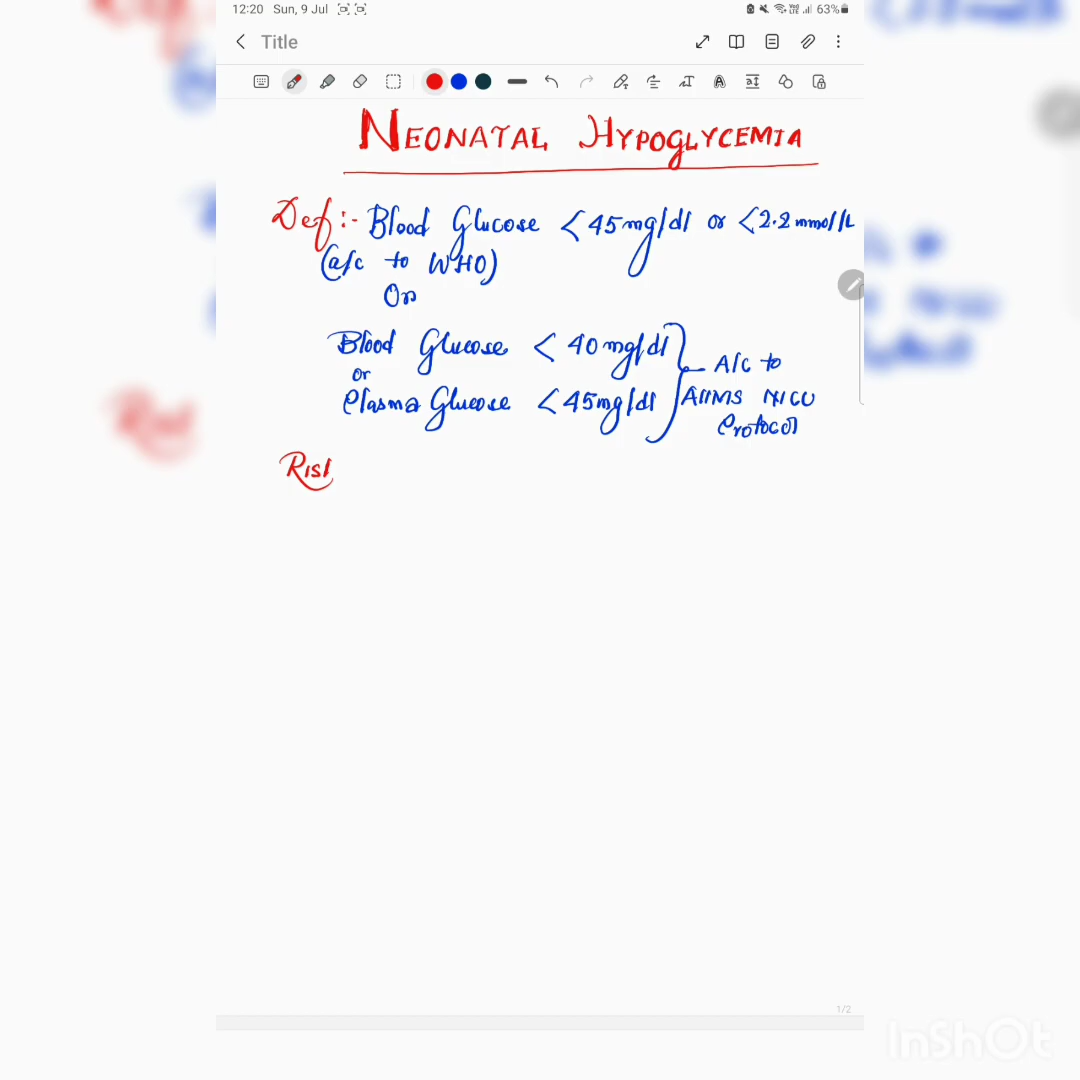 12:20 Sun, 9 Jul 63%
Title
NEONATAL HYPOGLYCEMIA
Def:- Blood Glucose <45mg/dl or <2.2mmol/L
(a/c to WHO)
Or
Blood Glucose < 40mg/dl
or
Plasma Glucose <45mg/dl
A/C to
AIIMS NICU
Protocol
Ris
1/2
InShOt